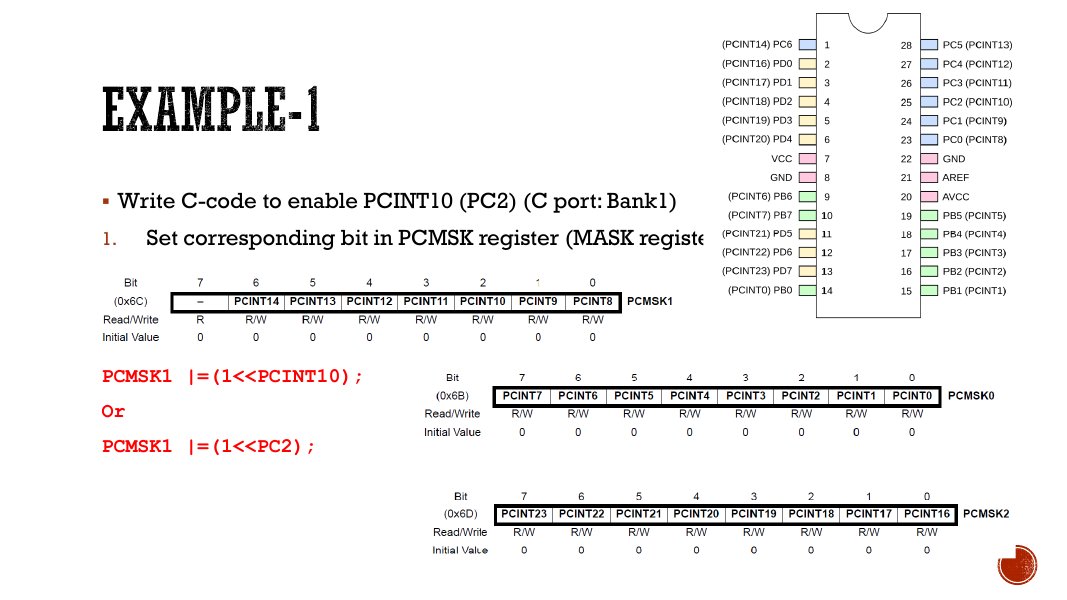 EXAMPLE-1
▪ Write C-code to enable PCINT10 (PC2) (C port: Bank1)
1. Set corresponding bit in PCMSK register (MASK registe
Bit 7 6 5 4 3 2 1 0
(0x6C) – PCINT14 PCINT13 PCINT12 PCINT11 PCINT10 PCINT9 PCINT8 PCMSK1
Read/Write R R/W R/W R/W R/W R/W R/W R/W
Initial Value 0 0 0 0 0 0 0 0
PCMSK1 |=(1<<PCINT10);
Or
PCMSK1 |=(1<<PC2);
Bit 7 6 5 4 3 2 1 0
(0x6B) PCINT7 PCINT6 PCINT5 PCINT4 PCINT3 PCINT2 PCINT1 PCINT0 PCMSK0
Read/Write R/W R/W R/W R/W R/W R/W R/W R/W
Initial Value 0 0 0 0 0 0 0 0
Bit 7 6 5 4 3 2 1 0
(0x6D) PCINT23 PCINT22 PCINT21 PCINT20 PCINT19 PCINT18 PCINT17 PCINT16 PCMSK2
Read/Write R/W R/W R/W R/W R/W R/W R/W R/W
Initial Value 0 0 0 0 0 0 0 0
(PCINT14) PC6 1 28 PC5 (PCINT13)
(PCINT16) PD0 2 27 PC4 (PCINT12)
(PCINT17) PD1 3 26 PC3 (PCINT11)
(PCINT18) PD2 4 25 PC2 (PCINT10)
(PCINT19) PD3 5 24 PC1 (PCINT9)
(PCINT20) PD4 6 23 PC0 (PCINT8)
VCC 7 22 GND
GND 8 21 AREF
(PCINT6) PB6 9 20 AVCC
(PCINT7) PB7 10 19 PB5 (PCINT5)
(PCINT21) PD5 11 18 PB4 (PCINT4)
(PCINT22) PD6 12 17 PB3 (PCINT3)
(PCINT23) PD7 13 16 PB2 (PCINT2)
(PCINT0) PB0 14 15 PB1 (PCINT1)